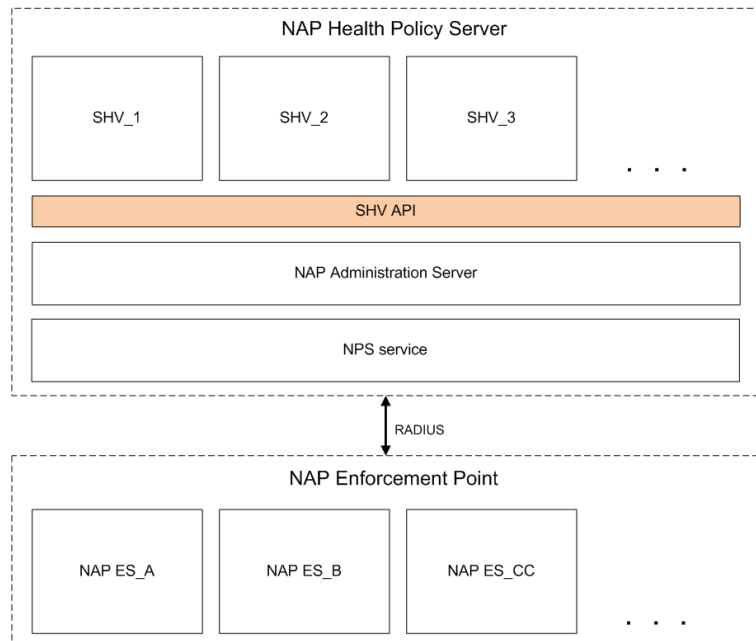 NAP Health Policy Server
SHV_1
SHV_2
SHV_3
. . .
SHV API
NAP Administration Server
NPS service
RADIUS
NAP Enforcement Point
NAP ES_A
NAP ES_B
NAP ES_CC
. . .